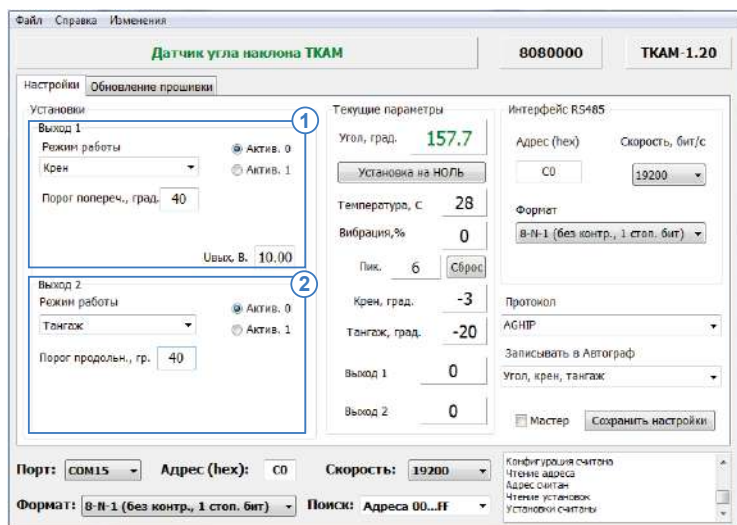 Файл Справка Изменения
Датчик угла наклона ТКАМ
8080000
ТКАМ-1.20
Настройки
Обновление прошивки
Установки
1
Выход 1
Режим работы
Актив. 0
Крен
Актив. 1
Порог попереч., град. 40
Uвых, В. 10.00
2
Выход 2
Режим работы
Актив. 0
Тангаж
Актив. 1
Порог продольн., гр. 40
Текущие параметры
Угол, град. 157.7
Установка на НОЛЬ
Температура, С 28
Вибрация,% 0
Пик. 6 Сброс
Крен, град. -3
Тангаж, град. -20
Выход 1 0
Выход 2 0
Интерфейс RS485
Адрес (hex) Скорость, бит/с
C0 19200
Формат
8-N-1 (без контр., 1 стоп. бит)
Протокол
AGHIP
Записывать в Автограф
Угол, крен, тангаж
Мастер Сохранить настройки
Порт: COM15 Адрес (hex): C0 Скорость: 19200
Формат: 8-N-1 (без контр., 1 стоп. бит) Поиск: Адреса 00...FF
Конфигурация считана
Чтение адреса
Адрес считан
Чтение установок
Установки считаны